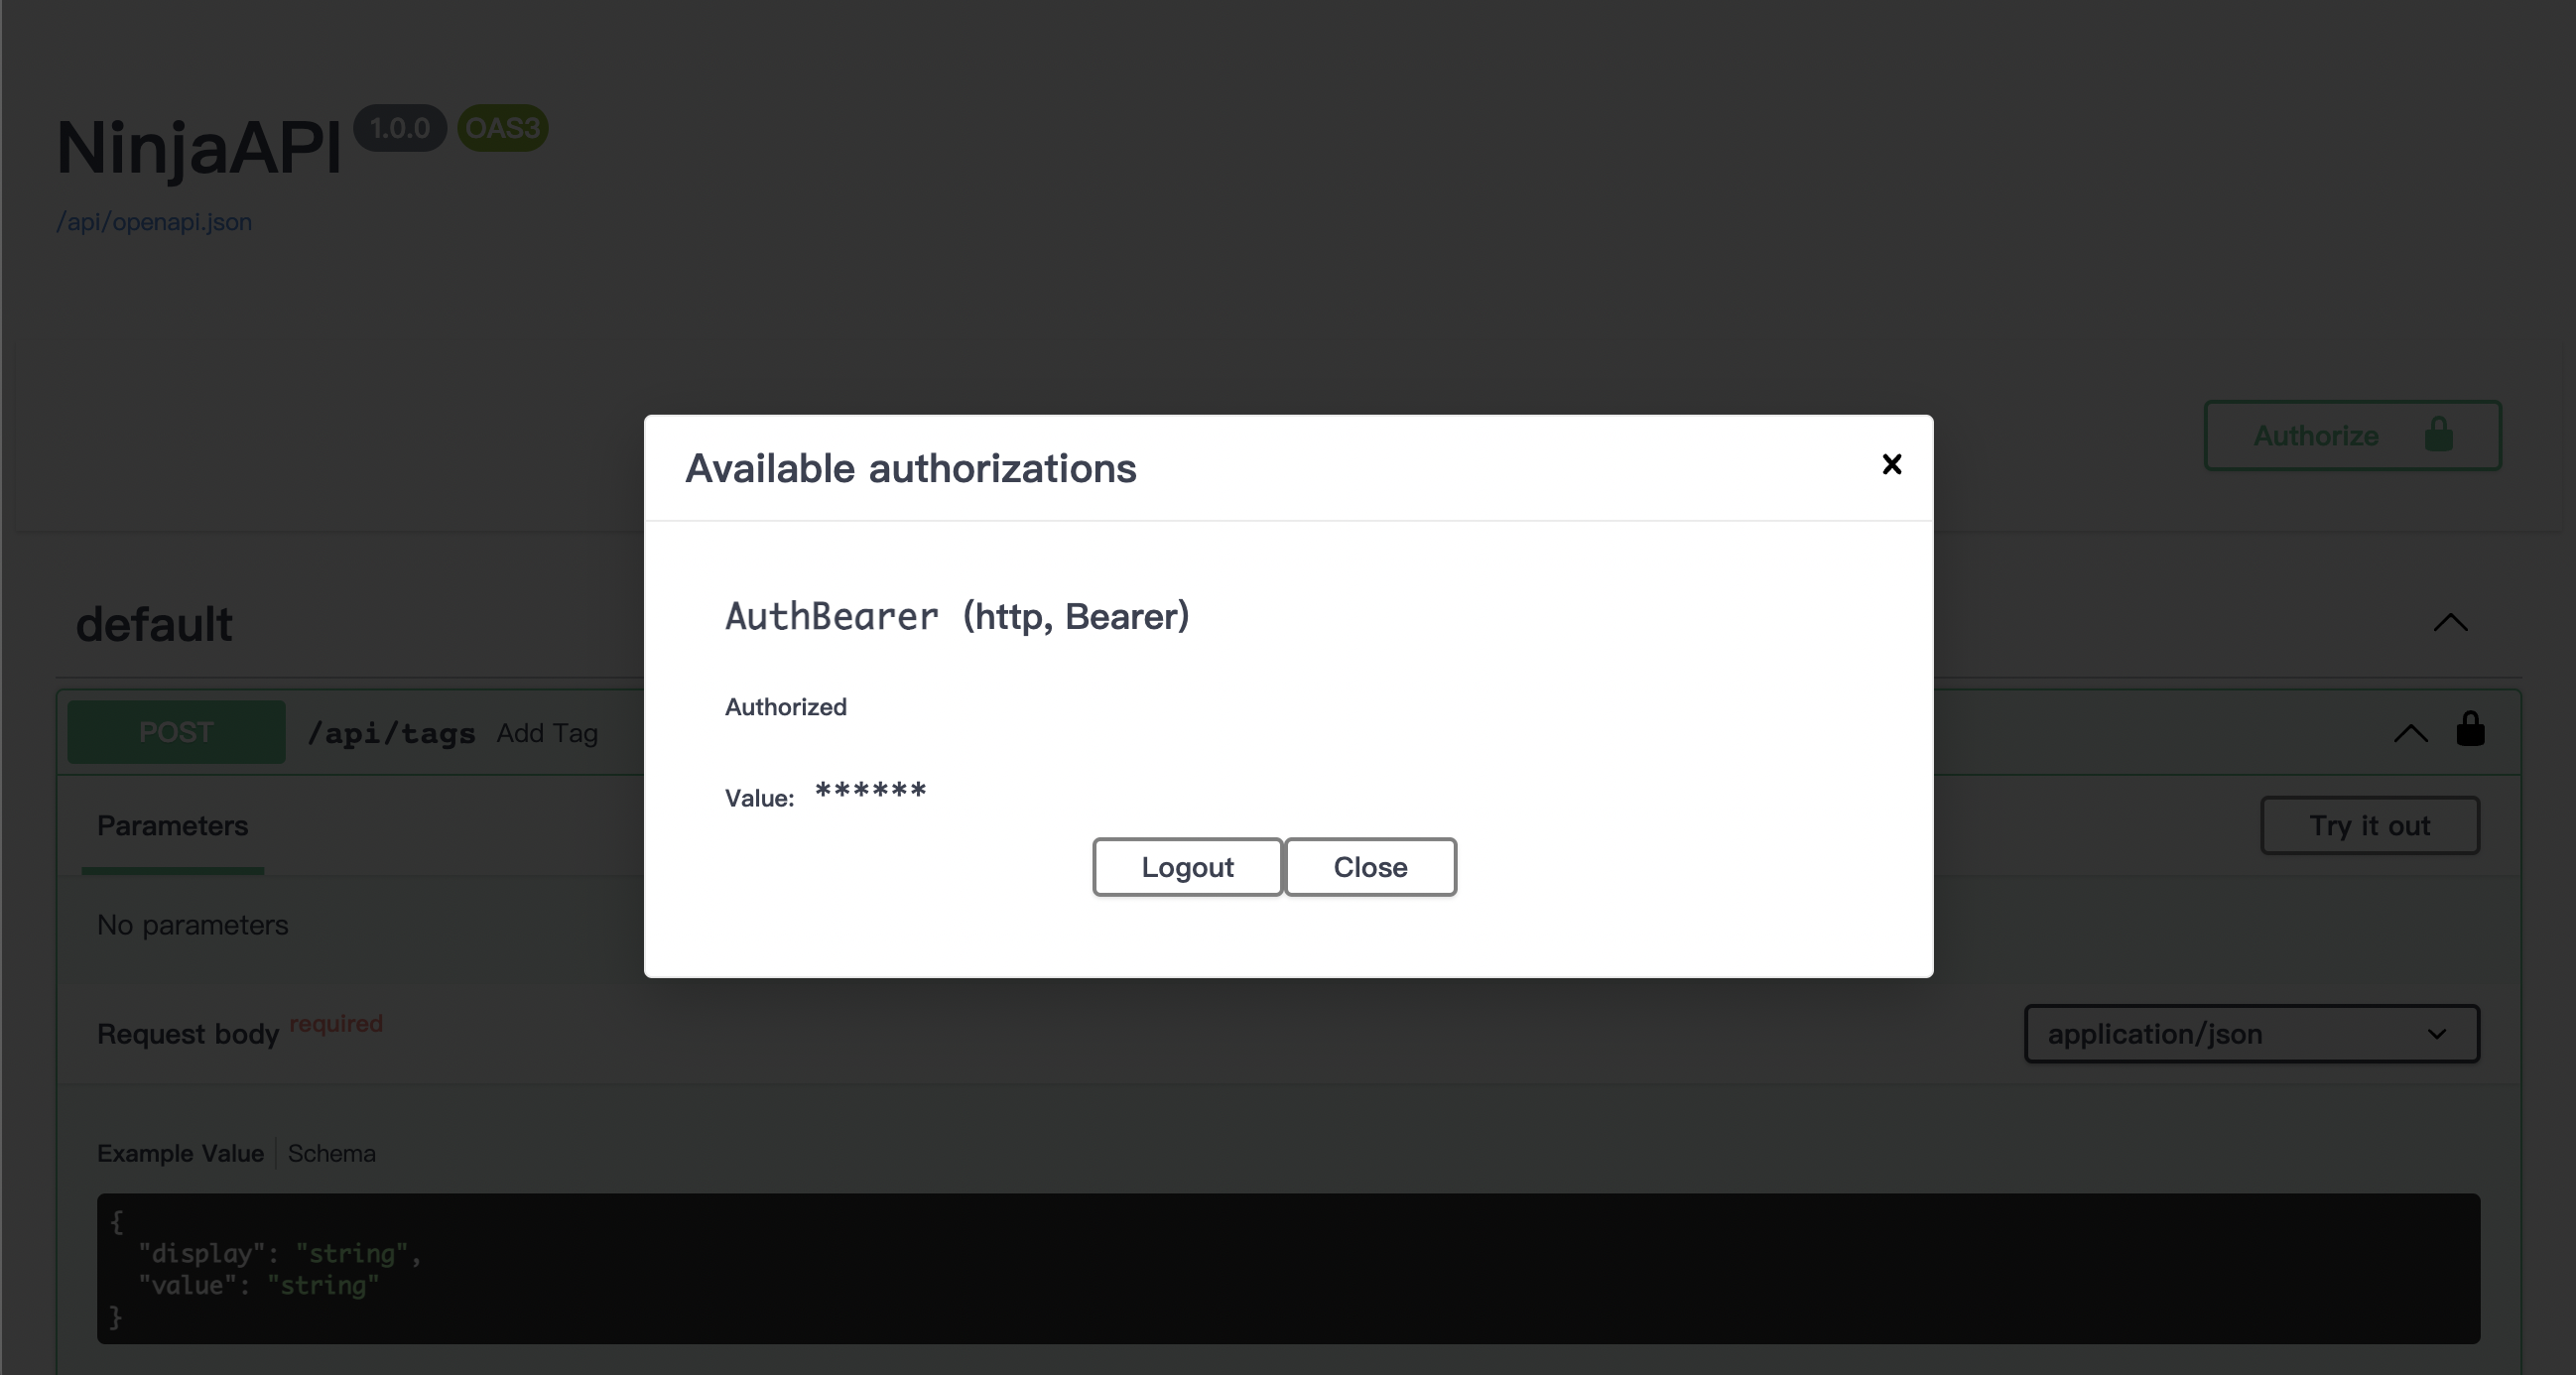 NinjaAPI 1.0.0 OAS3
/api/openapi.json
Authorize
Available authorizations
AuthBearer (http, Bearer)
Authorized
Value: ******
Logout Close
default
POST /api/tags Add Tag
Parameters Try it out
No parameters
Request body required application/json
Example Value Schema
{
"display": "string",
"value": "string"
}